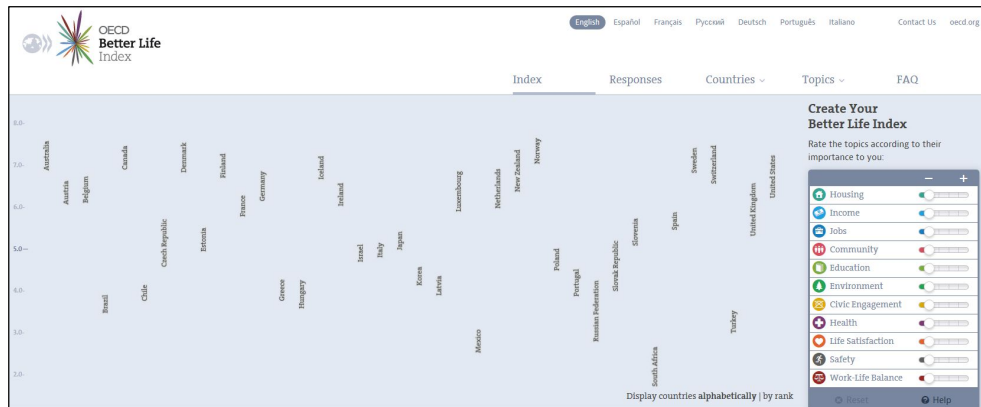 OECD
Better Life
Index
English Español Français Русский Deutsch Português Italiano Contact Us oecd.org
Index Responses Countries Topics FAQ
8.0
7.0
6.0
5.0
4.0
3.0
2.0
Australia
Austria
Belgium
Brazil
Canada
Chile
Czech Republic
Denmark
Estonia
Finland
France
Germany
Greece
Hungary
Iceland
Ireland
Israel
Italy
Japan
Korea
Latvia
Luxembourg
Mexico
Netherlands
New Zealand
Norway
Poland
Portugal
Russian Federation
Slovak Republic
Slovenia
South Africa
Spain
Sweden
Switzerland
Turkey
United Kingdom
United States
Display countries alphabetically | by rank
Create Your
Better Life Index
Rate the topics according to their
importance to you:
− +
Housing
Income
Jobs
Community
Education
Environment
Civic Engagement
Health
Life Satisfaction
Safety
Work-Life Balance
Reset Help